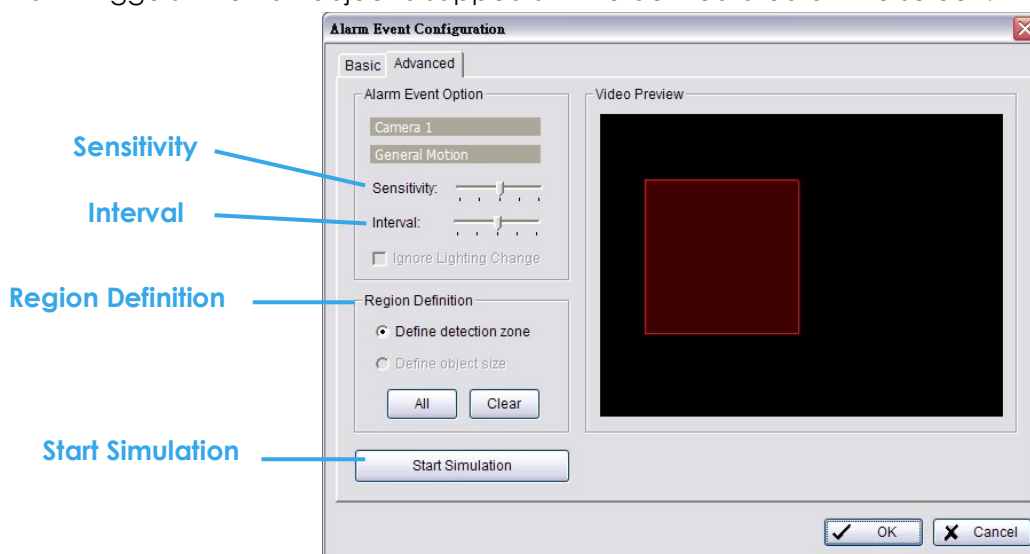 object
Alarm Event Configuration
Basic Advanced
Alarm Event Option
Video Preview
Camera 1
General Motion
Sensitivity
Sensitivity:
Interval
Interval:
Ignore Lighting Change
Region Definition
Region Definition
Define detection zone
Define object size
All Clear
Start Simulation
Start Simulation
OK Cancel